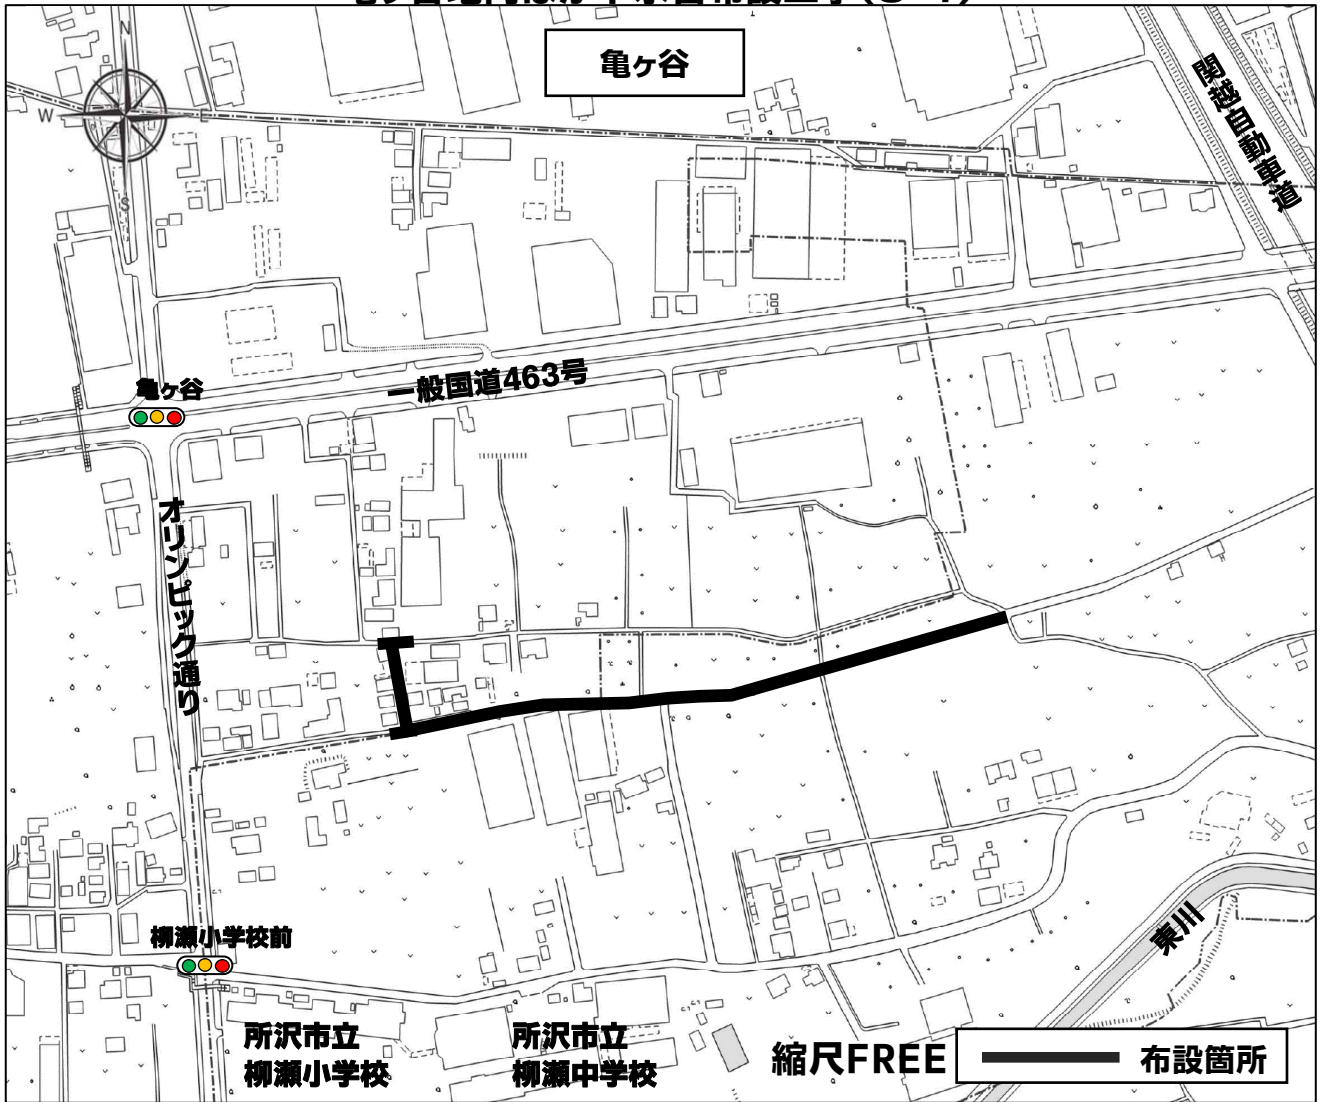 亀ヶ谷
N
W
E
S
関越自動車道
亀ヶ谷
一般国道463号
オリンピック通り
柳瀬小学校前
東川
所沢市立
柳瀬小学校
所沢市立
柳瀬中学校
縮尺FREE
布設箇所